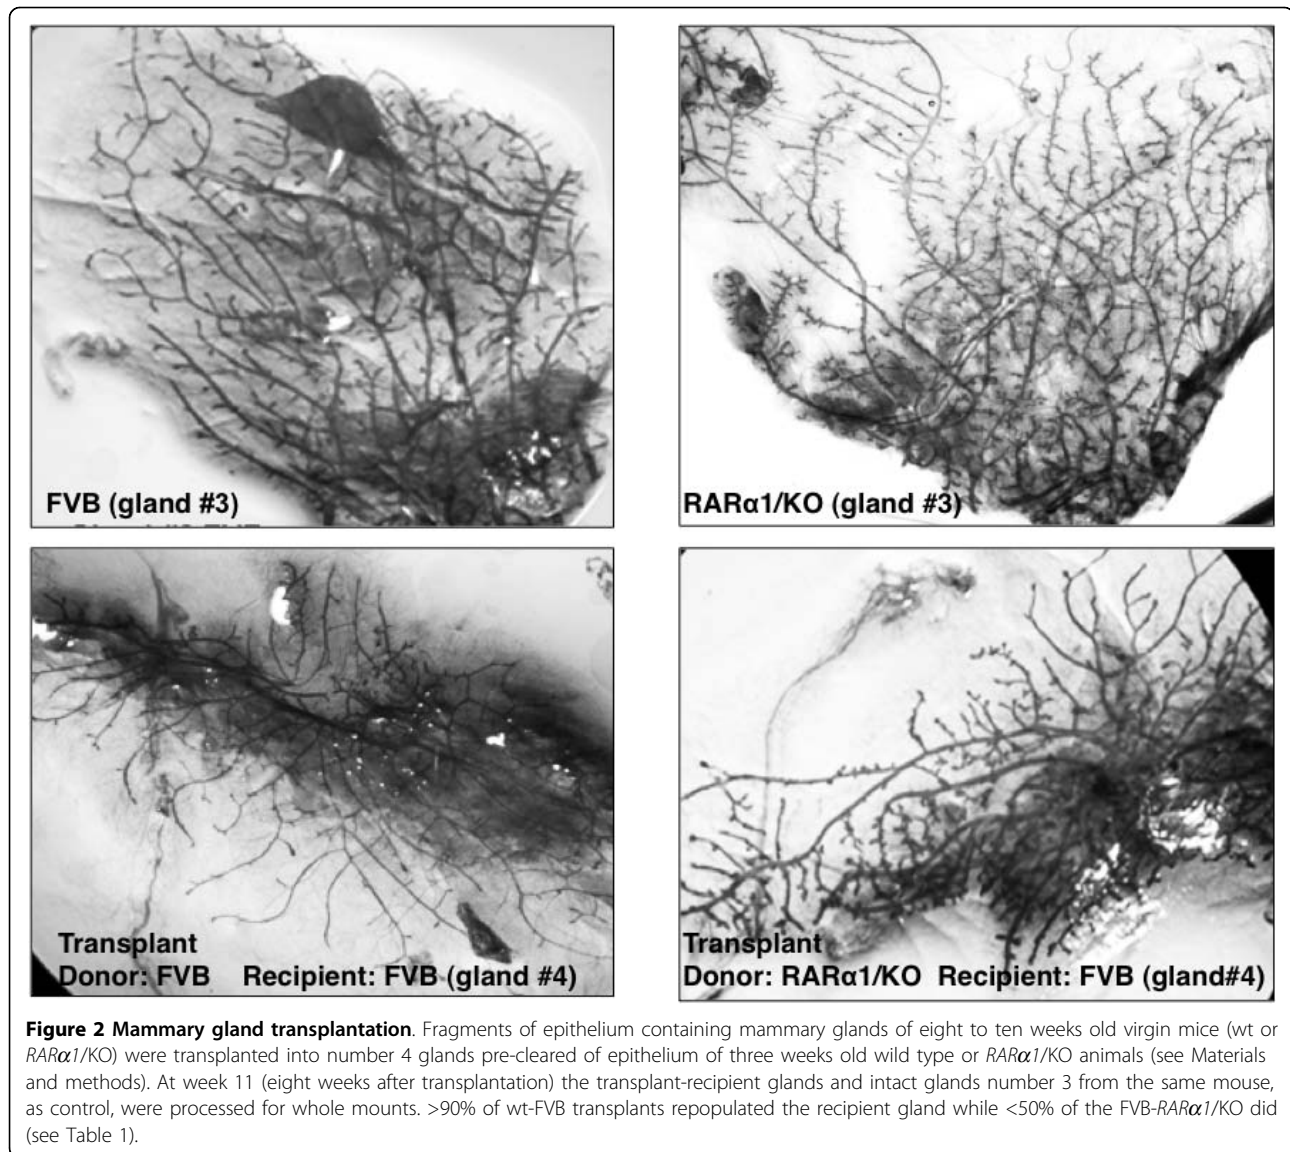 FVB (gland #3)
RARα1/KO (gland #3)
Transplant
Donor: FVB Recipient: FVB (gland #4)
Transplant
Donor: RARα1/KO Recipient: FVB (gland#4)
Figure 2 Mammary gland transplantation. Fragments of epithelium containing mammary glands of eight to ten weeks old virgin mice (wt or
RARα1/KO) were transplanted into number 4 glands pre-cleared of epithelium of three weeks old wild type or RARα1/KO animals (see Materials
and methods). At week 11 (eight weeks after transplantation) the transplant-recipient glands and intact glands number 3 from the same mouse,
as control, were processed for whole mounts. >90% of wt-FVB transplants repopulated the recipient gland while <50% of the FVB-RARα1/KO did
(see Table 1).